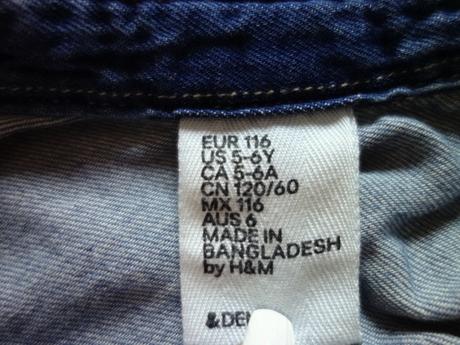 EUR 116
US 5-6Y
CA 5-6A
CN 120/60
MX 116
AUS 6
MADE IN
BANGLADESH
by H&M